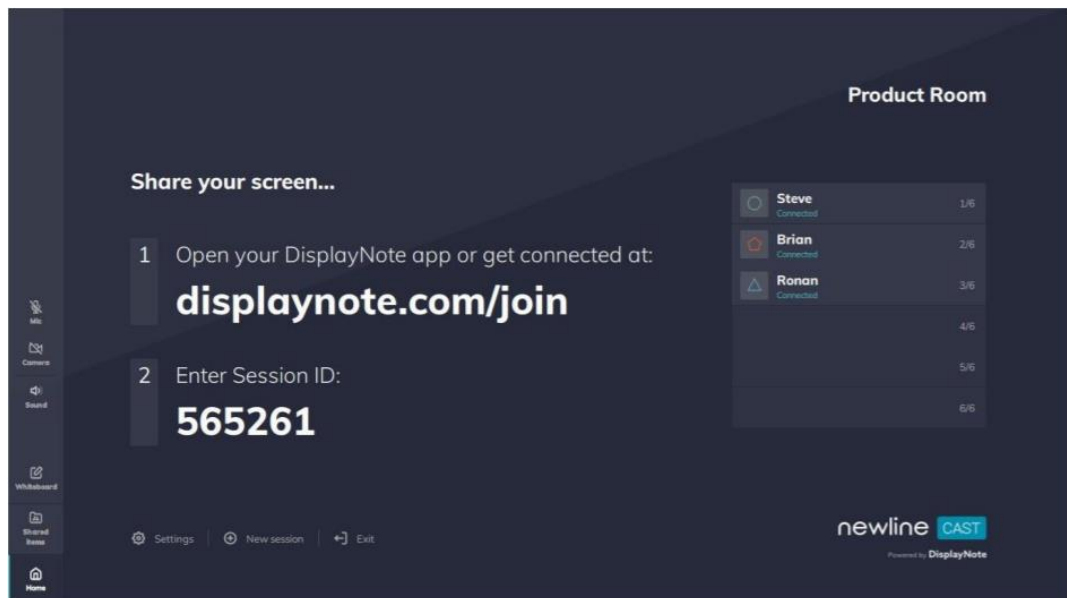 Product Room
Share your screen...
1 Open your DisplayNote app or get connected at:
displaynote.com/join
2 Enter Session ID:
565261
Steve 1/6
Connected
Brian 2/6
Connected
Ronan 3/6
Connected
4/6
5/6
6/6
Mic
Camera
Sound
Whiteboard
Shared
Items
Home
Settings New session Exit
newline CAST
Powered by DisplayNote